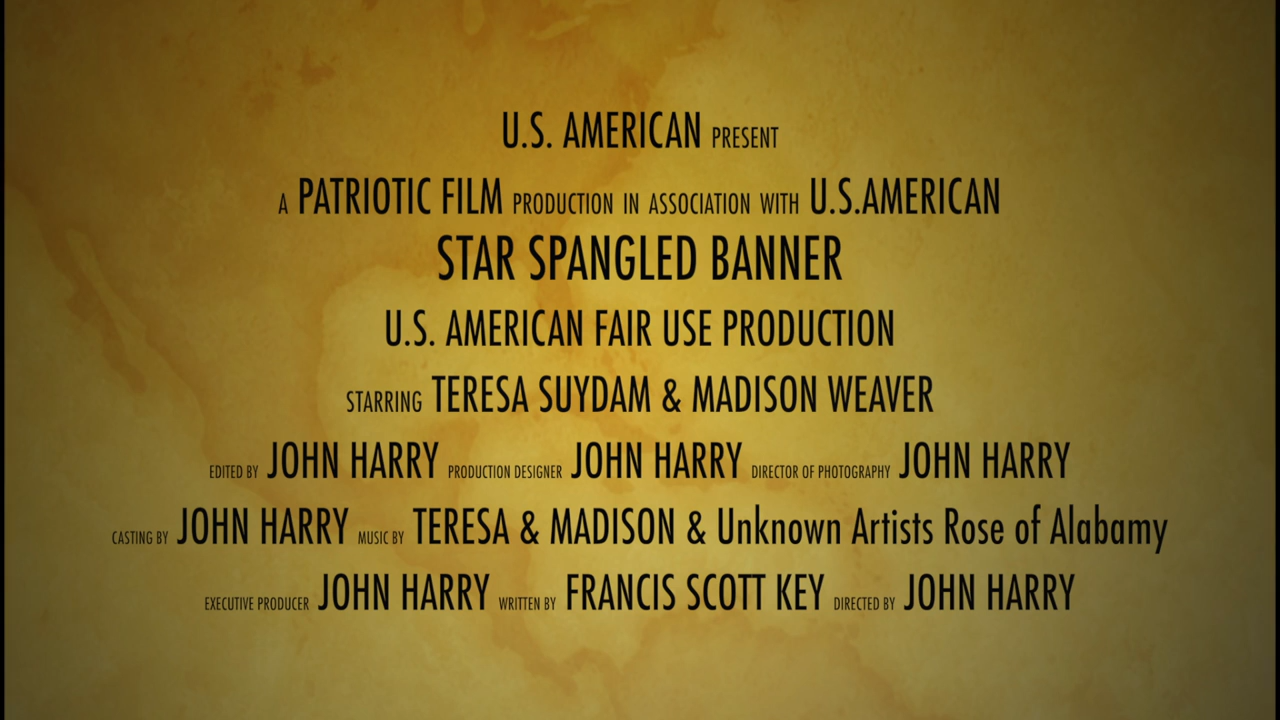 U.S. AMERICAN PRESENT
A PATRIOTIC FILM PRODUCTION IN ASSOCIATION WITH U.S.AMERICAN
STAR SPANGLED BANNER
U.S. AMERICAN FAIR USE PRODUCTION
STARRING TERESA SUYDAM & MADISON WEAVER
EDITED BY JOHN HARRY PRODUCTION DESIGNER JOHN HARRY DIRECTOR OF PHOTOGRAPHY JOHN HARRY
CASTING BY JOHN HARRY MUSIC BY TERESA & MADISON & Unknown Artists Rose of Alabamy
EXECUTIVE PRODUCER JOHN HARRY WRITTEN BY FRANCIS SCOTT KEY DIRECTED BY JOHN HARRY